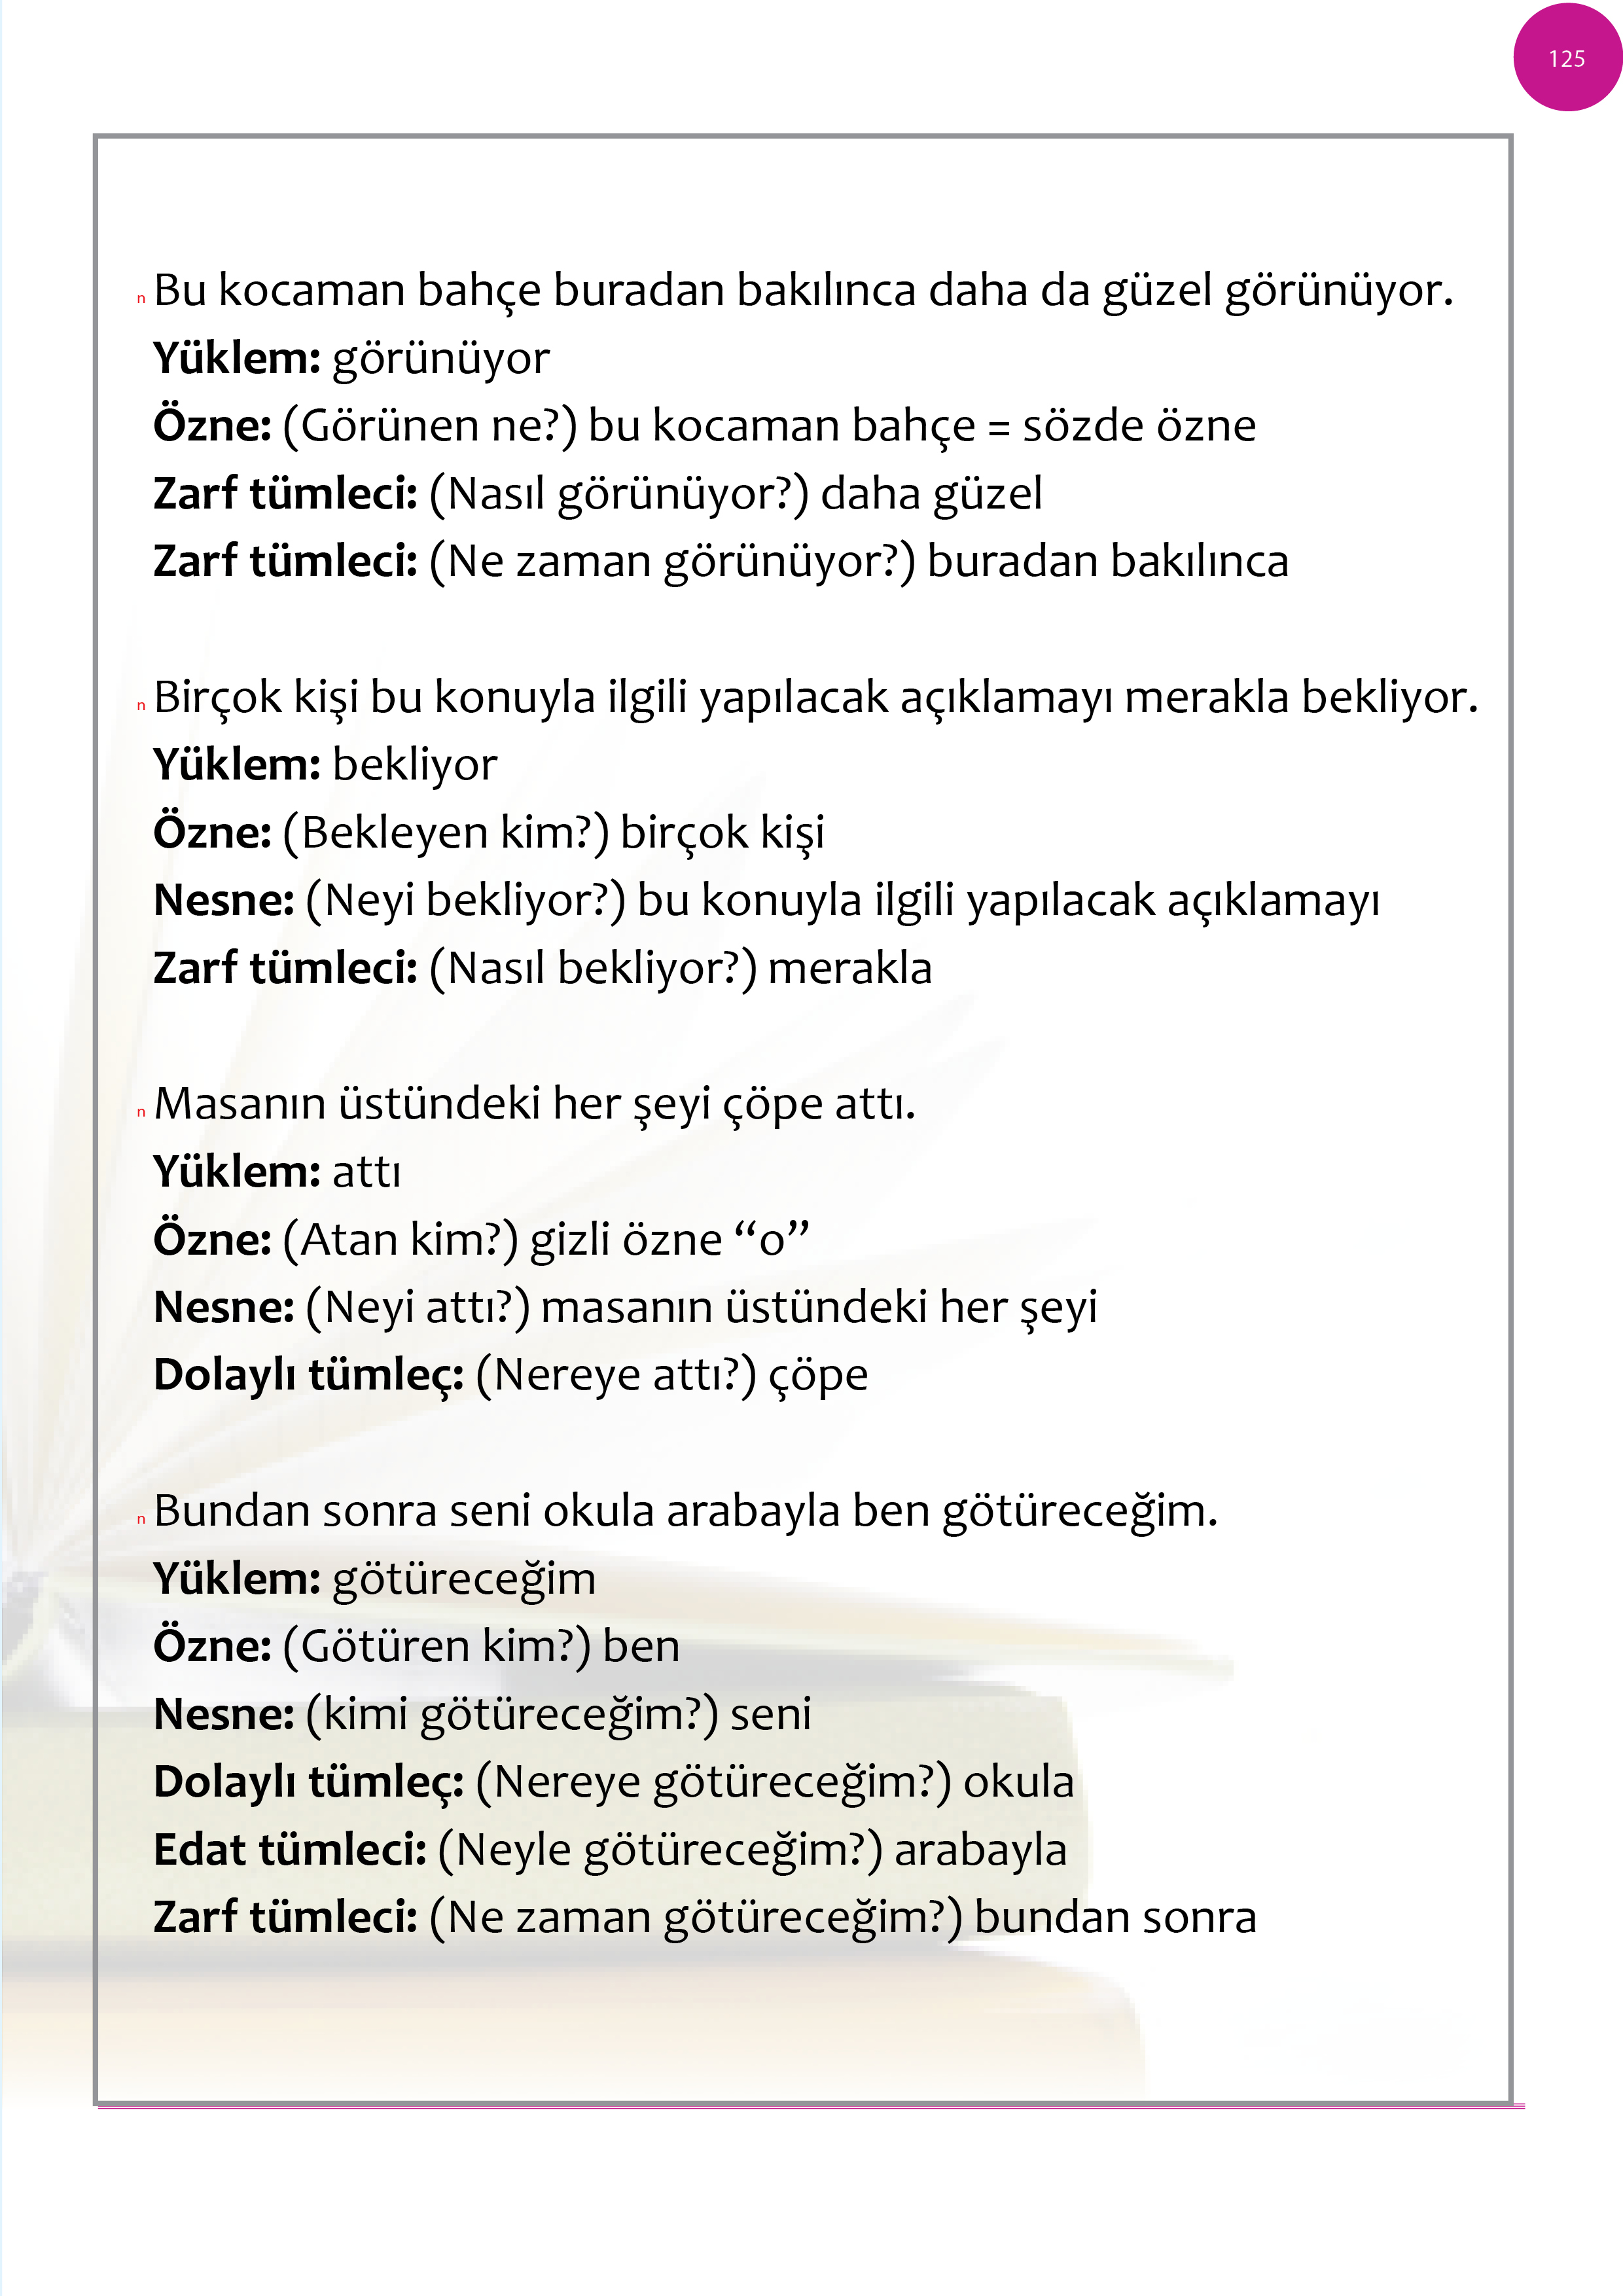 125
n Bu kocaman bahçe buradan bakılınca daha da güzel görünüyor.
Yüklem: görünüyor
Özne: (Görünen ne?) bu kocaman bahçe = sözde özne
Zarf tümleci: (Nasıl görünüyor?) daha güzel
Zarf tümleci: (Ne zaman görünüyor?) buradan bakılınca
n Birçok kişi bu konuyla ilgili yapılacak açıklamayı merakla bekliyor.
Yüklem: bekliyor
Özne: (Bekleyen kim?) birçok kişi
Nesne: (Neyi bekliyor?) bu konuyla ilgili yapılacak açıklamayı
Zarf tümleci: (Nasıl bekliyor?) merakla
n Masanın üstündeki her şeyi çöpe attı.
Yüklem: attı
Özne: (Atan kim?) gizli özne “o”
Nesne: (Neyi attı?) masanın üstündeki her şeyi
Dolaylı tümleç: (Nereye attı?) çöpe
n Bundan sonra seni okula arabayla ben götüreceğim.
Yüklem: götüreceğim
Özne: (Götüren kim?) ben
Nesne: (kimi götüreceğim?) seni
Dolaylı tümleç: (Nereye götüreceğim?) okula
Edat tümleci: (Neyle götüreceğim?) arabayla
Zarf tümleci: (Ne zaman götüreceğim?) bundan sonra